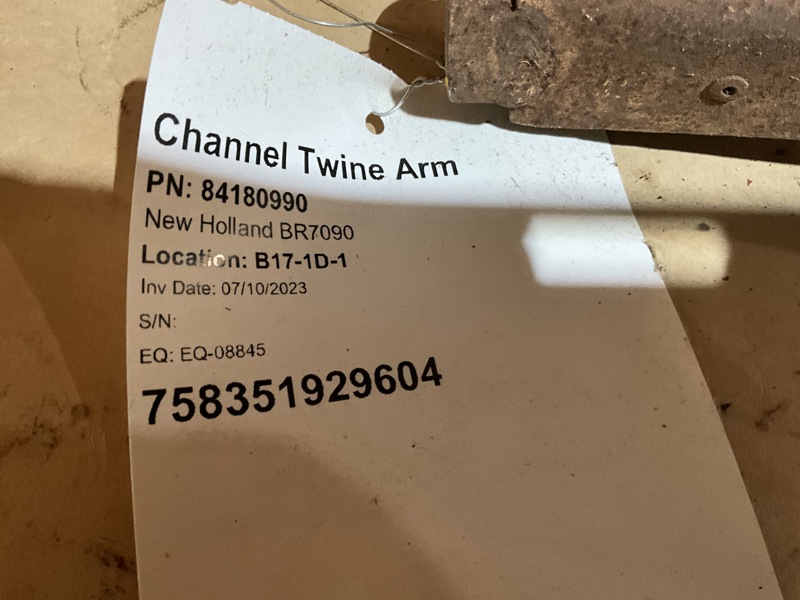 Channel Twine Arm
PN: 84180990
New Holland BR7090
Location: B17-1D-1
Inv Date: 07/10/2023
S/N:
EQ: EQ-08845
758351929604